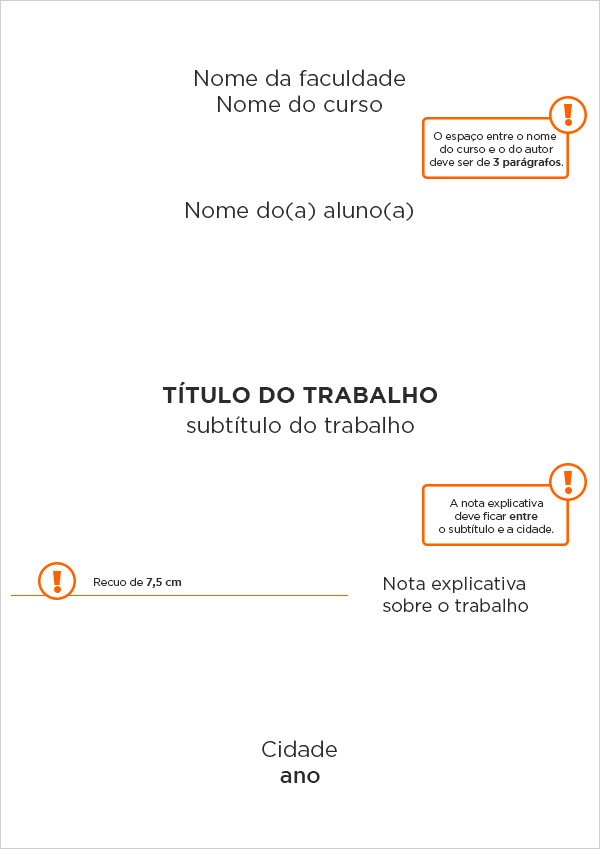 Nome da faculdade
Nome do curso
!
O espaço entre o nome
do curso e o do autor
deve ser de 3 parágrafos.
Nome do(a) aluno(a)
TÍTULO DO TRABALHO
subtítulo do trabalho
!
A nota explicativa
deve ficar entre
o subtítulo e a cidade.
!
Recuo de 7,5 cm
Nota explicativa
sobre o trabalho
Cidade
ano